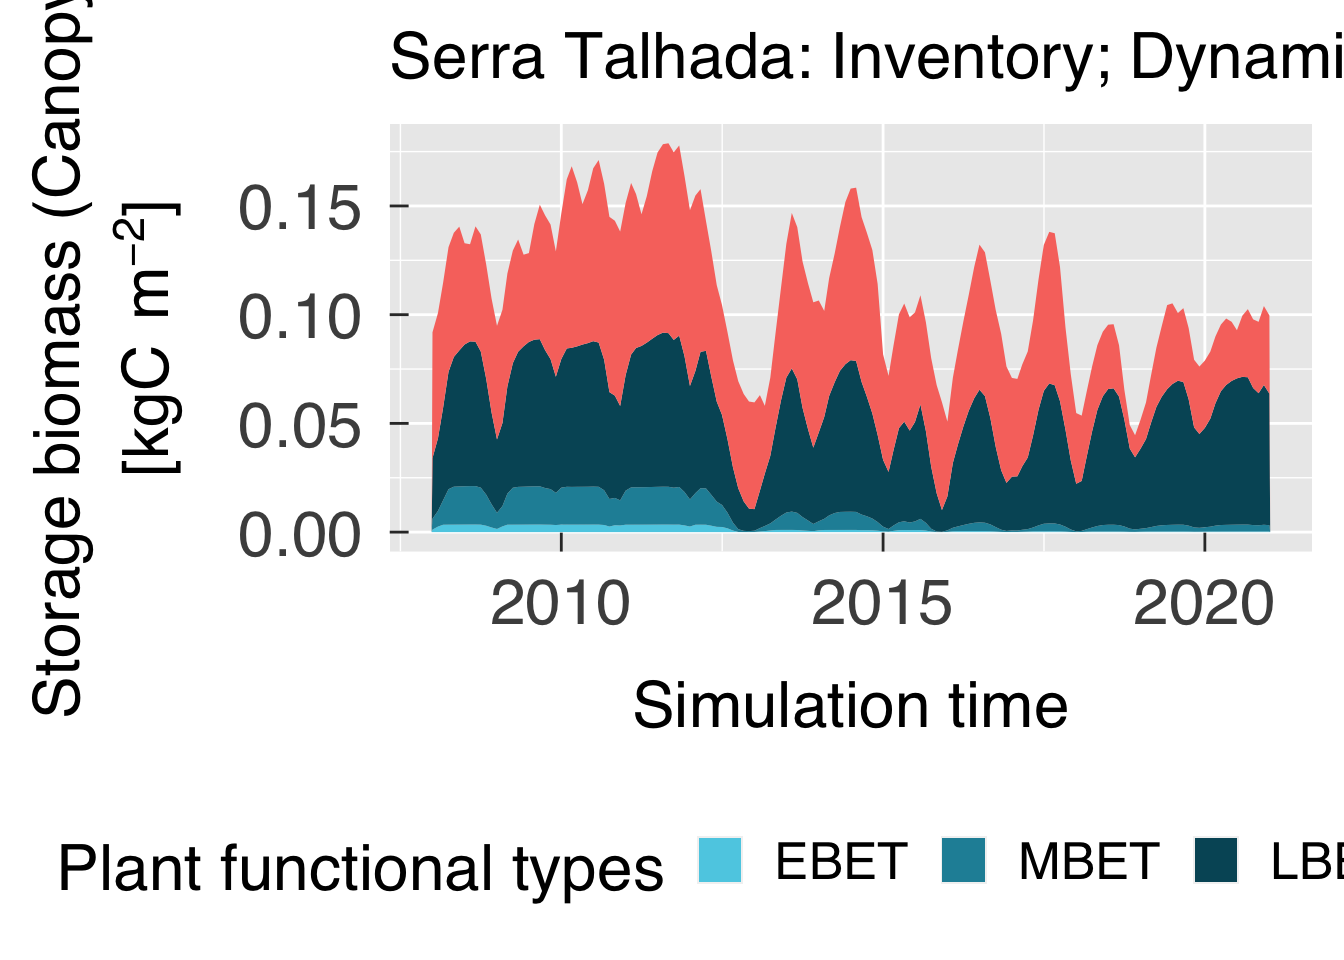 Serra Talhada: Inventory; Dynami
Storage biomass (Canopy
[kgC m⁻²]
0.15
0.10
0.05
0.00
2010 2015 2020
Simulation time
Plant functional types EBET MBET LBE